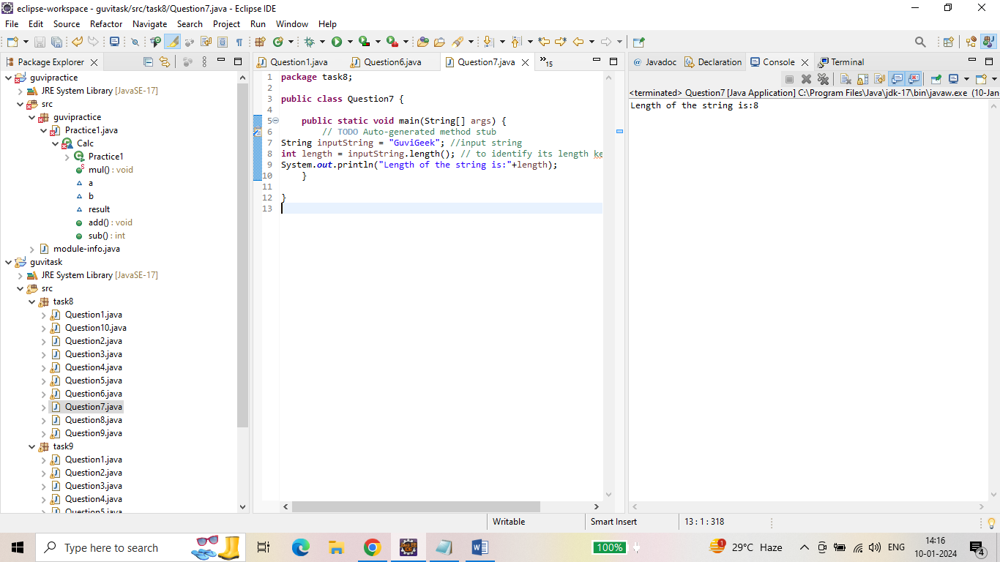 eclipse-workspace - guvitask/src/task8/Question7.java - Eclipse IDE
File Edit Source Refactor Navigate Search Project Run Window Help
Package Explorer
guvipractice
JRE System Library [JavaSE-17]
src
guvipractice
Practice1.java
Calc
Practice1
mul() : void
a
b
result
add() : void
sub() : int
module-info.java
guvitask
JRE System Library [JavaSE-17]
src
task8
Question1.java
Question10.java
Question2.java
Question3.java
Question4.java
Question5.java
Question6.java
Question7.java
Question8.java
Question9.java
task9
Question1.java
Question2.java
Question3.java
Question4.java
Question5.java
Question1.java Question6.java Question7.java »15
1 package task8;
2
3 public class Question7 {
4
5 public static void main(String[] args) {
6 // TODO Auto-generated method stub
7 String inputString = "GuviGeek"; //input string
8 int length = inputString.length(); // to identify its length ke
9 System.out.println("Length of the string is:"+length);
10 }
11
12 }
13
@ Javadoc Declaration Console Terminal
<terminated> Question7 [Java Application] C:\Program Files\Java\jdk-17\bin\javaw.exe (10-Jan
Length of the string is:8
Writable Smart Insert 13 : 1 : 318
Type here to search
100%
1
29°C Haze
ENG
14:16
10-01-2024
4